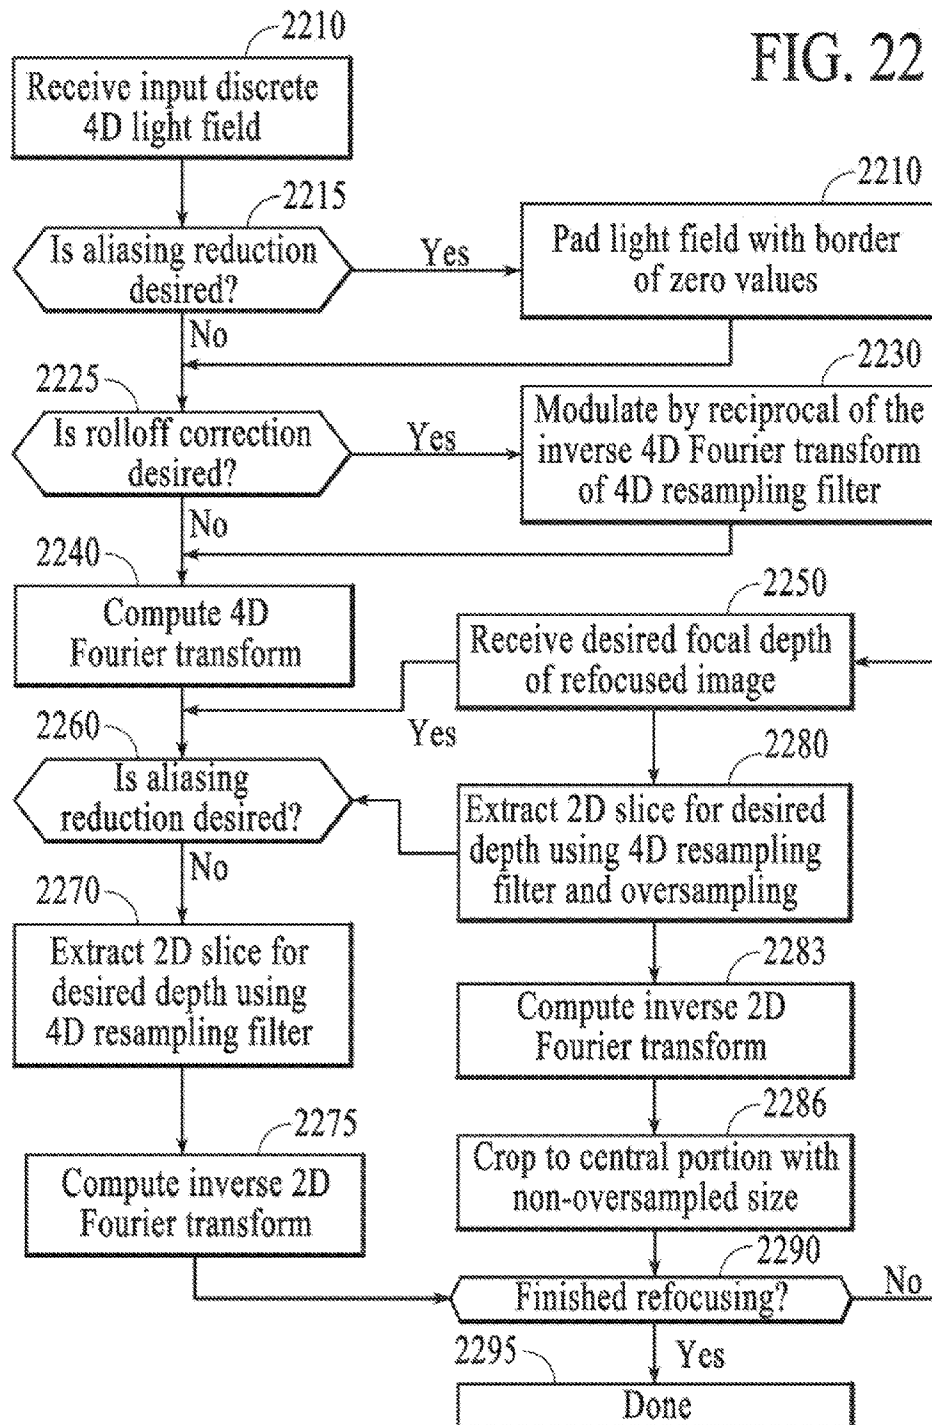 FIG. 22
2210
Receive input discrete
4D light field
2215
Is aliasing reduction
desired?
Yes
2210
Pad light field with border
of zero values
No
2225
Is rolloff correction
desired?
Yes
2230
Modulate by reciprocal of the
inverse 4D Fourier transform
of 4D resampling filter
No
2240
Compute 4D
Fourier transform
2250
Receive desired focal depth
of refocused image
Yes
2260
Is aliasing
reduction desired?
2280
Extract 2D slice for desired
depth using 4D resampling
filter and oversampling
No
2270
Extract 2D slice for
desired depth using
4D resampling filter
2283
Compute inverse 2D
Fourier transform
2275
Compute inverse 2D
Fourier transform
2286
Crop to central portion with
non-oversampled size
2290
Finished refocusing?
No
Yes
2295
Done